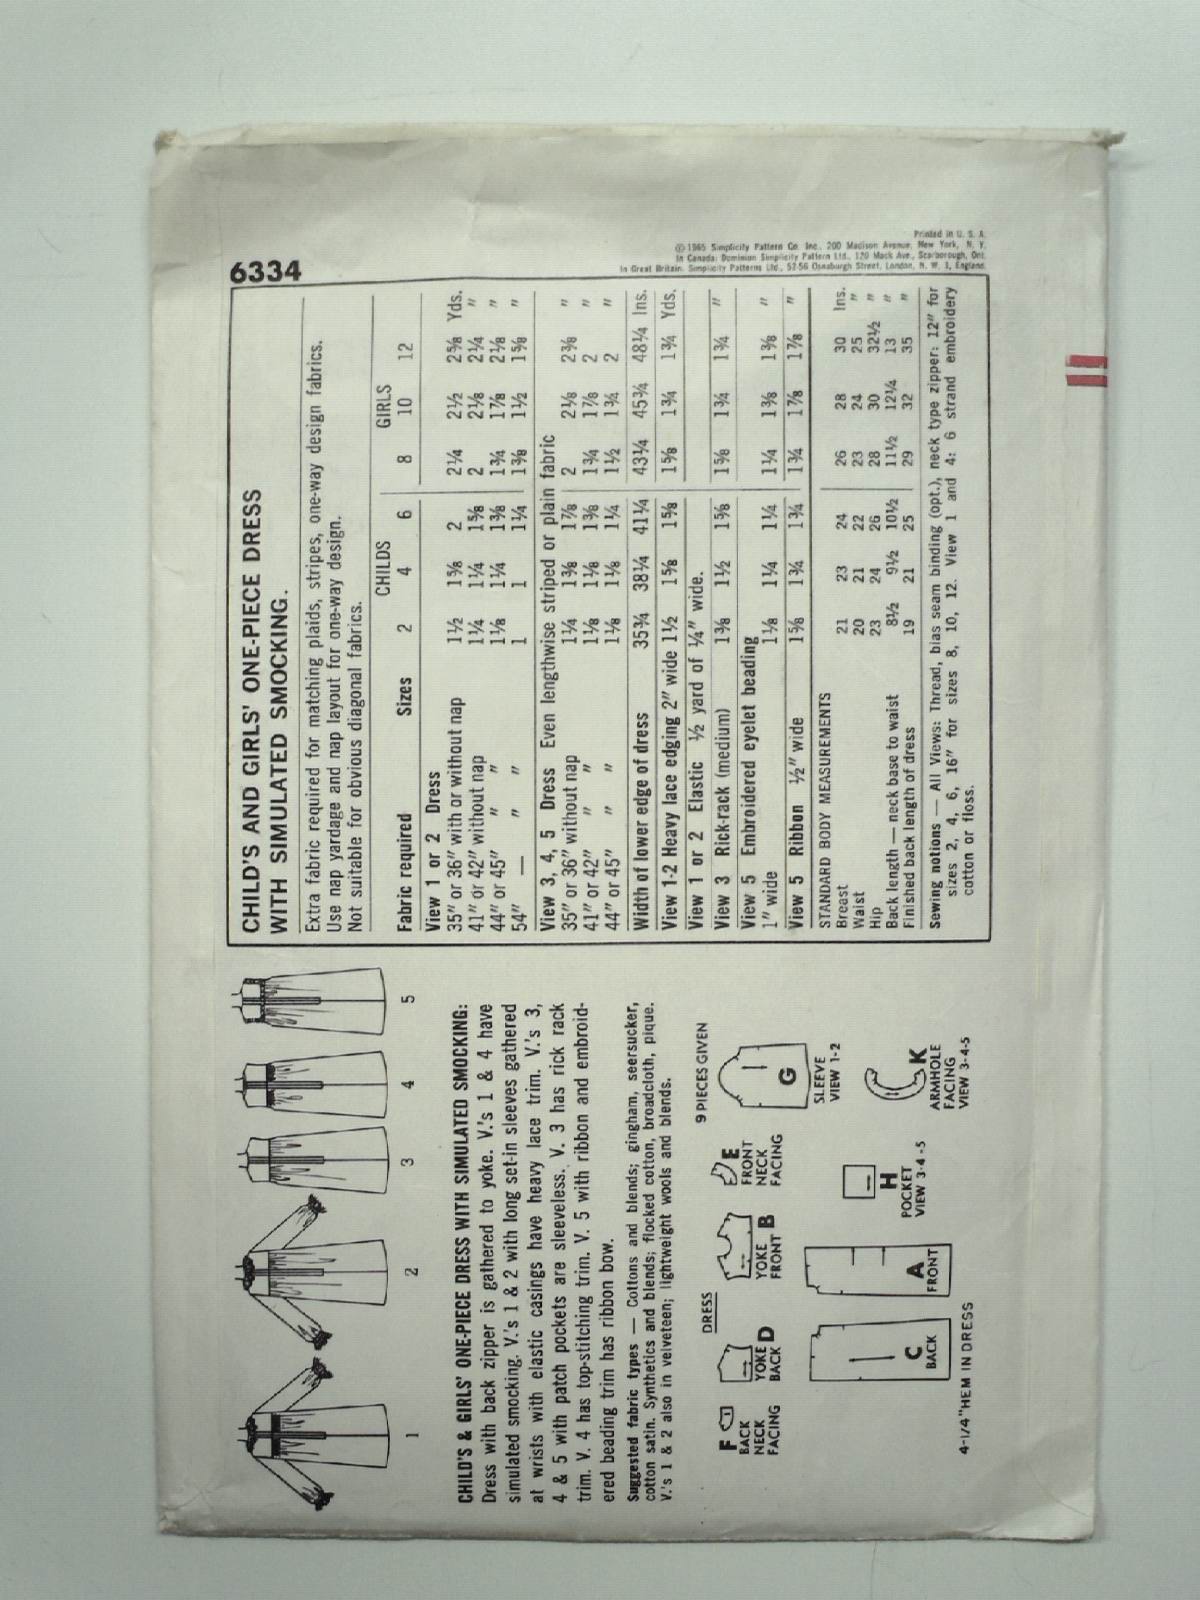 6334
Printed in U. S. A.
© 1965 Simplicity Pattern Co. Inc., 200 Madison Avenue, New York, N. Y.
In Canada: Dominion Simplicity Pattern Ltd., 120 Mack Ave., Scarborough, Ont.
In Great Britain: Simplicity Patterns Ltd., 52-56 Osnaburgh Street, London, N. W. 1, England.
CHILD'S AND GIRLS' ONE-PIECE DRESS
WITH SIMULATED SMOCKING.
Extra fabric required for matching plaids, stripes, one-way design fabrics.
Use nap yardage and nap layout for one-way design.
Not suitable for obvious diagonal fabrics.
CHILDS GIRLS
Fabric required Sizes 2 4 6 8 10 12
View 1 or 2 Dress
35" or 36" with or without nap 1½ 1⅝ 2 2¼ 2½ 2⅝ Yds.
41" or 42" without nap 1¼ 1¼ 1⅝ 2 2⅛ 2¼ "
44" or 45" " " 1⅛ 1¼ 1⅜ 1¾ 1⅞ 2⅛ "
54" — " " 1 1 1¼ 1⅜ 1½ 1⅝ "
View 3, 4, 5 Dress Even lengthwise striped or plain fabric
35" or 36" without nap 1¼ 1⅜ 1⅞ 2 2⅛ 2⅜ "
41" or 42" " " 1⅛ 1⅛ 1⅜ 1¾ 1⅞ 2 "
44" or 45" " " 1⅛ 1⅛ 1¼ 1½ 1¾ 2 "
Width of lower edge of dress 35¾ 38¼ 41¼ 43¼ 45¾ 48¼ Ins.
View 1-2 Heavy lace edging 2" wide 1½ 1⅝ 1⅝ 1⅝ 1¾ 1¾ Yds.
View 1 or 2 Elastic ½ yard of ¼" wide.
View 3 Rick-rack (medium) 1⅜ 1½ 1⅝ 1⅝ 1¾ 1¾ "
View 5 Embroidered eyelet beading
1" wide 1⅛ 1¼ 1¼ 1¼ 1⅜ 1⅜ "
View 5 Ribbon ½" wide 1⅝ 1¾ 1¾ 1¾ 1⅞ 1⅞ "
STANDARD BODY MEASUREMENTS
Breast 21 23 24 26 28 30 Ins.
Waist 20 21 22 23 24 25 "
Hip 23 24 26 28 30 32½ "
Back length — neck base to waist 8½ 9½ 10½ 11½ 12¼ 13 "
Finished back length of dress 19 21 25 29 32 35 "
Sewing notions — All Views: Thread, bias seam binding (opt.), neck type zipper: 12" for
sizes 2, 4, 6, 16" for sizes 8, 10, 12. View 1 and 4: 6 strand embroidery
cotton or floss.
1 2 3 4 5
CHILD'S & GIRLS' ONE-PIECE DRESS WITH SIMULATED SMOCKING:
Dress with back zipper is gathered to yoke. V.'s 1 & 4 have
simulated smocking. V.'s 1 & 2 with long set-in sleeves gathered
at wrists with elastic casings have heavy lace trim. V.'s 3,
4 & 5 with patch pockets are sleeveless. V. 3 has rick rack
trim. V. 4 has top-stitching trim. V. 5 with ribbon and embroid-
ered beading trim has ribbon bow.
Suggested fabric types — Cottons and blends; gingham, seersucker,
cotton satin. Synthetics and blends; flocked cotton, broadcloth, pique.
V.'s 1 & 2 also in velveteen; lightweight wools and blends.
DRESS
9 PIECES GIVEN
F
BACK
NECK
FACING
YOKE
BACK D
YOKE
FRONT B
E
FRONT
NECK
FACING
G
SLEEVE
VIEW 1-2
C
BACK
A
FRONT
H
POCKET
VIEW 3-4-5
K
ARMHOLE
FACING
VIEW 3-4-5
4-1/4" HEM IN DRESS